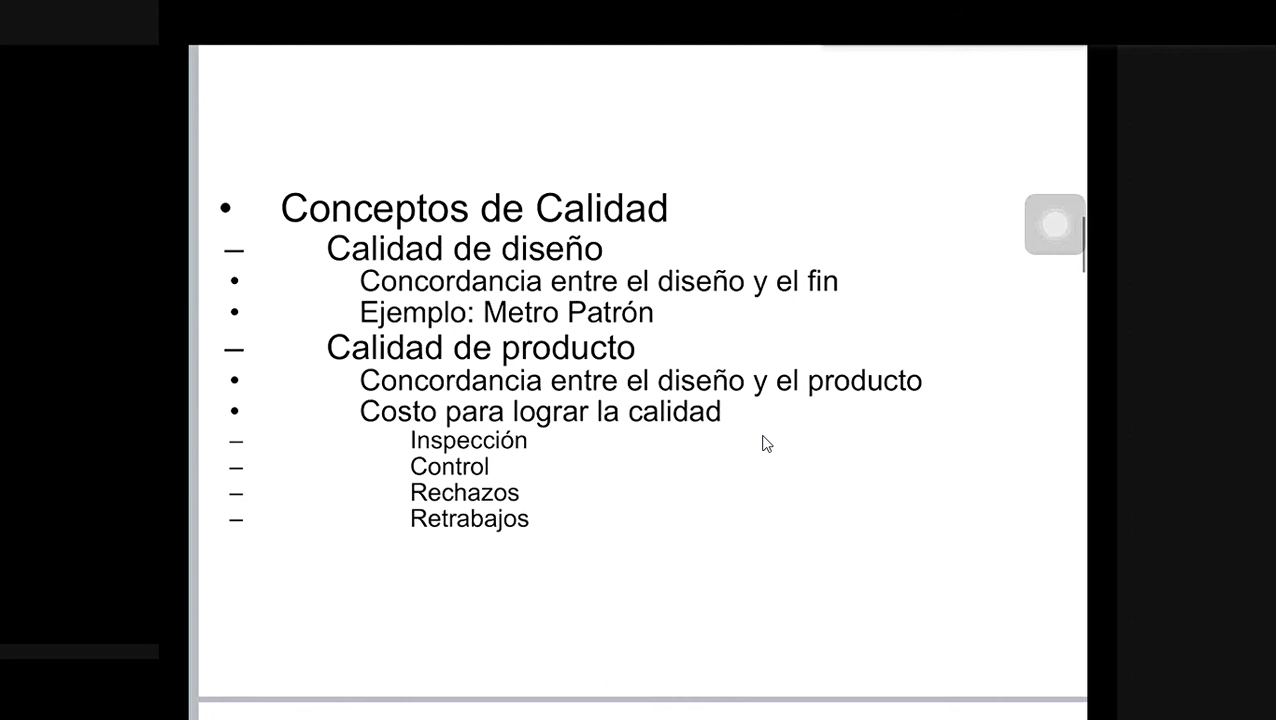 • Conceptos de Calidad
– Calidad de diseño
• Concordancia entre el diseño y el fin
• Ejemplo: Metro Patrón
– Calidad de producto
• Concordancia entre el diseño y el producto
• Costo para lograr la calidad
– Inspección
– Control
– Rechazos
– Retrabajos